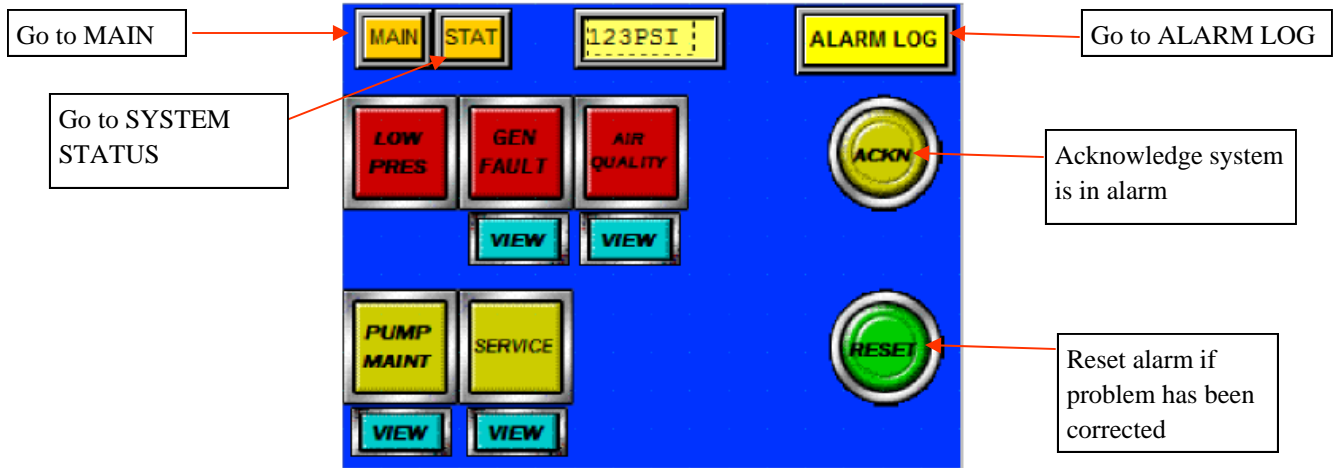 Go to MAIN
MAIN
STAT
123PSI
ALARM LOG
Go to ALARM LOG
Go to SYSTEM
STATUS
LOW
PRES
GEN
FAULT
AIR
QUALITY
ACKN
Acknowledge system
is in alarm
VIEW
VIEW
PUMP
MAINT
SERVICE
RESET
Reset alarm if
problem has been
corrected
VIEW
VIEW